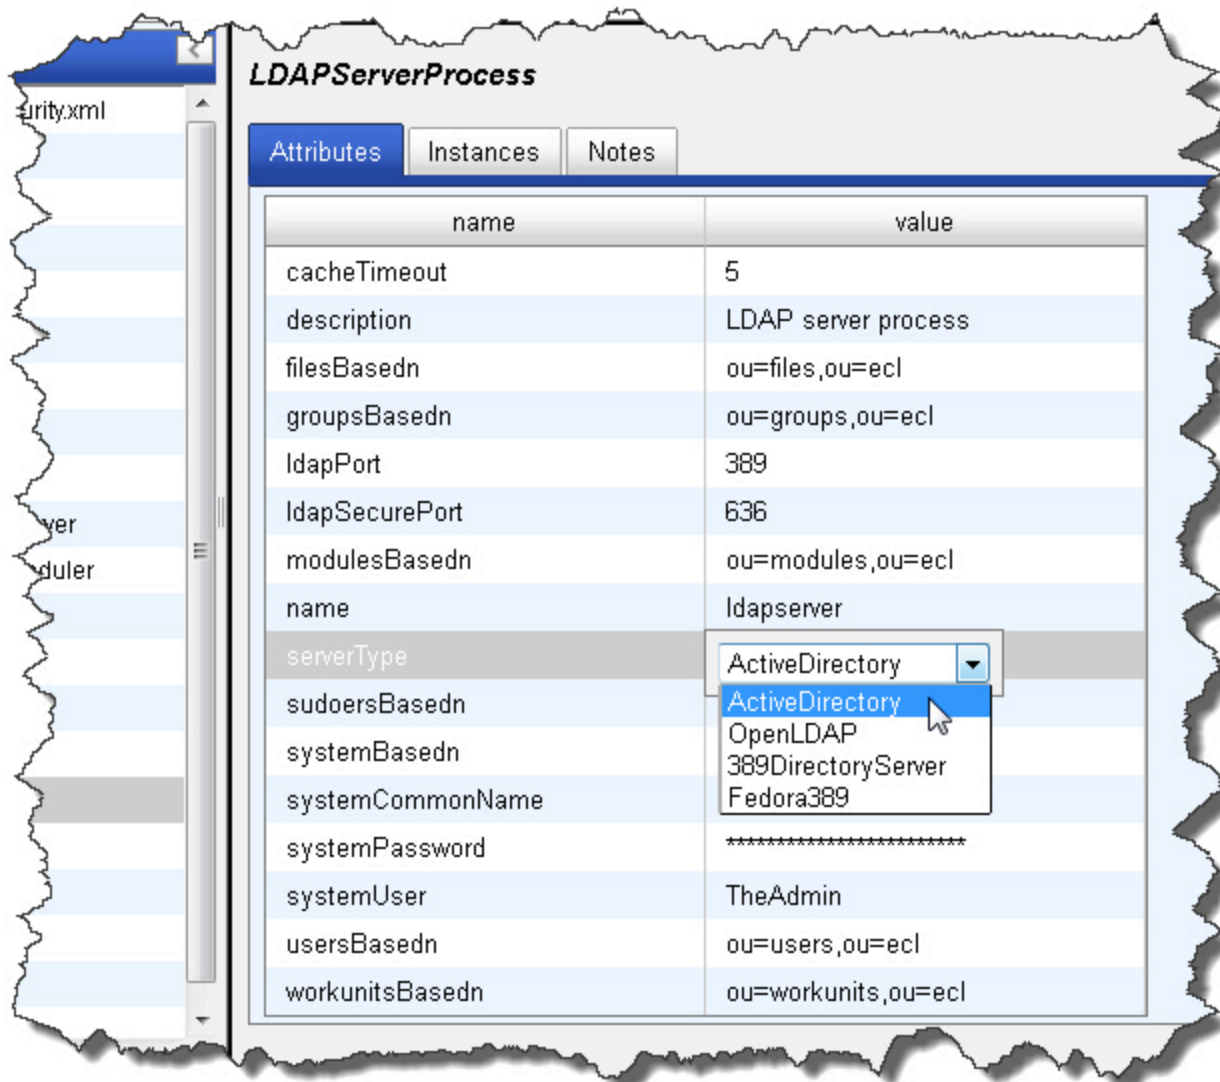 LDAPServerProcess
urity.xml
Attributes Instances Notes
name value
cacheTimeout 5
description LDAP server process
filesBasedn ou=files,ou=ecl
groupsBasedn ou=groups,ou=ecl
ldapPort 389
ldapSecurePort 636
ver
modulesBasedn ou=modules,ou=ecl
duler
name ldapserver
serverType ActiveDirectory
ActiveDirectory
sudoersBasedn
OpenLDAP
systemBasedn
389DirectoryServer
systemCommonName
Fedora389
systemPassword ************************
systemUser TheAdmin
usersBasedn ou=users,ou=ecl
workunitsBasedn ou=workunits,ou=ecl